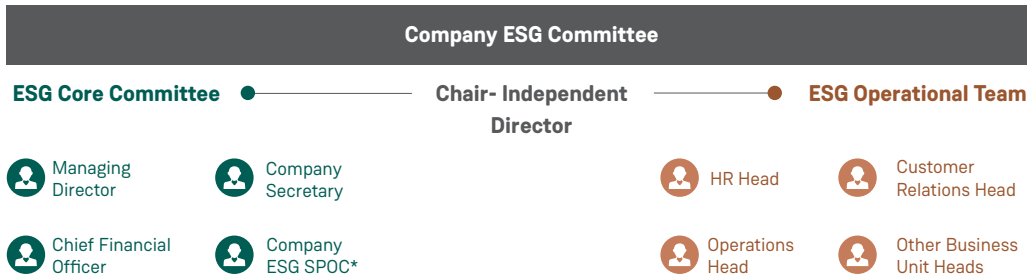 Company ESG Committee
ESG Core Committee
Chair- Independent
Director
ESG Operational Team
Managing
Director
Company
Secretary
HR Head
Customer
Relations Head
Chief Financial
Officer
Company
ESG SPOC*
Operations
Head
Other Business
Unit Heads